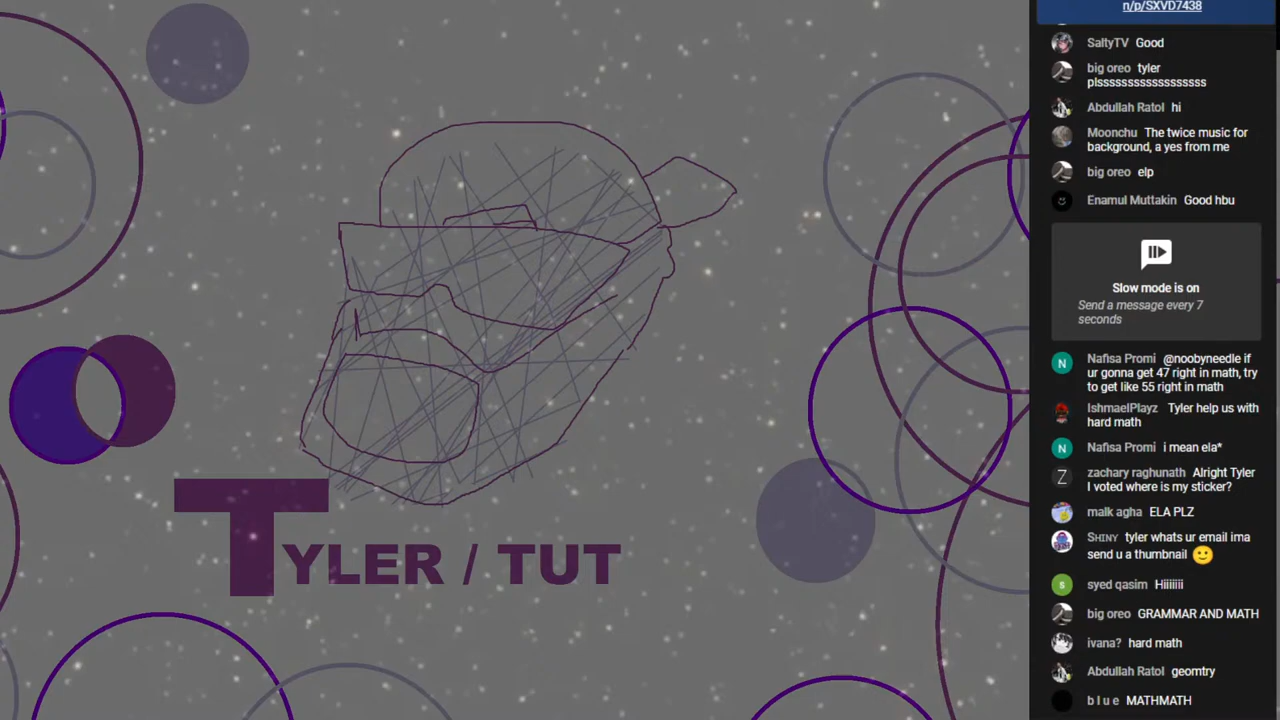 TYLER / TUT
n/p/SXVD7438
SaltyTV Good
big oreo tyler
plssssssssssssssssss
Abdullah Ratol hi
Moonchu The twice music for
background, a yes from me
big oreo elp
Enamul Muttakin Good hbu
Slow mode is on
Send a message every 7
seconds
N Nafisa Promi @noobyneedle if
ur gonna get 47 right in math, try
to get like 55 right in math
IshmaelPlayz Tyler help us with
hard math
N Nafisa Promi i mean ela*
Z zachary raghunath Alright Tyler
I voted where is my sticker?
malk agha ELA PLZ
SHINY tyler whats ur email ima
send u a thumbnail 🙂
s syed qasim Hiiiiiii
big oreo GRAMMAR AND MATH
ivana? hard math
Abdullah Ratol geomtry
b l u e MATHMATH